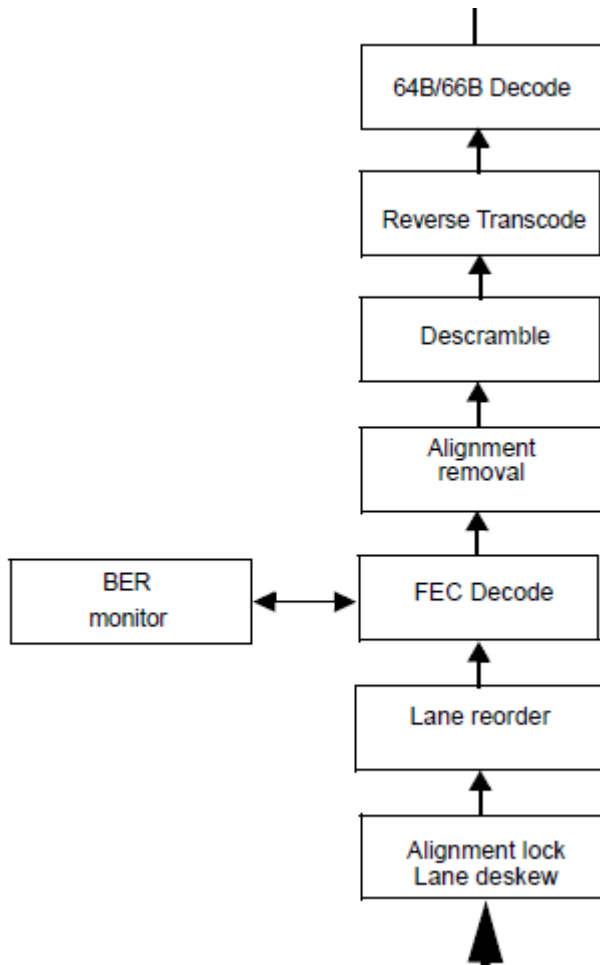 64B/66B Decode
Reverse Transcode
Descramble
Alignment
removal
BER
monitor
FEC Decode
Lane reorder
Alignment lock
Lane deskew